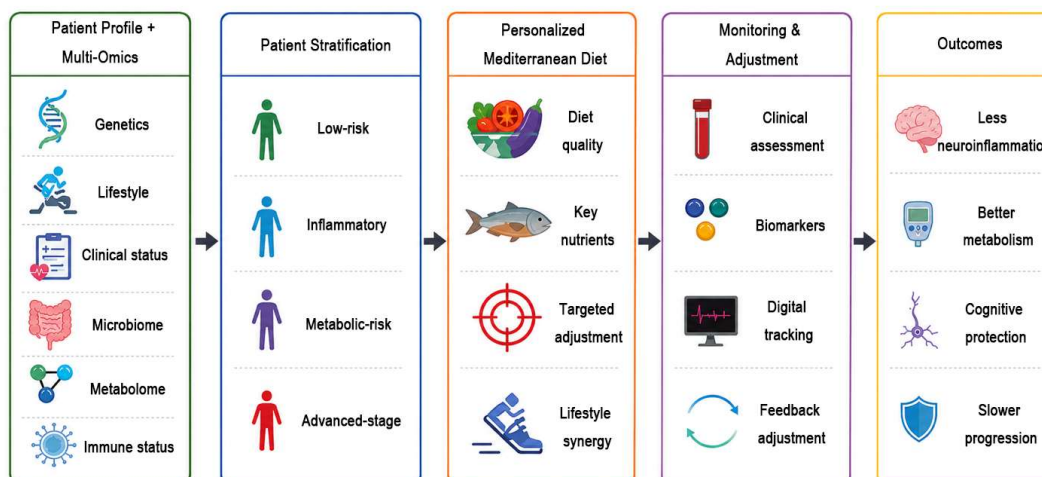 Patient Profile +
Multi-Omics
Genetics
Lifestyle
Clinical status
Microbiome
Metabolome
Immune status
Patient Stratification
Low-risk
Inflammatory
Metabolic-risk
Advanced-stage
Personalized
Mediterranean Diet
Diet
quality
Key
nutrients
Targeted
adjustment
Lifestyle
synergy
Monitoring &
Adjustment
Clinical
assessment
Biomarkers
Digital
tracking
Feedback
adjustment
Outcomes
Less
neuroinflammatio
Better
metabolism
Cognitive
protection
Slower
progression